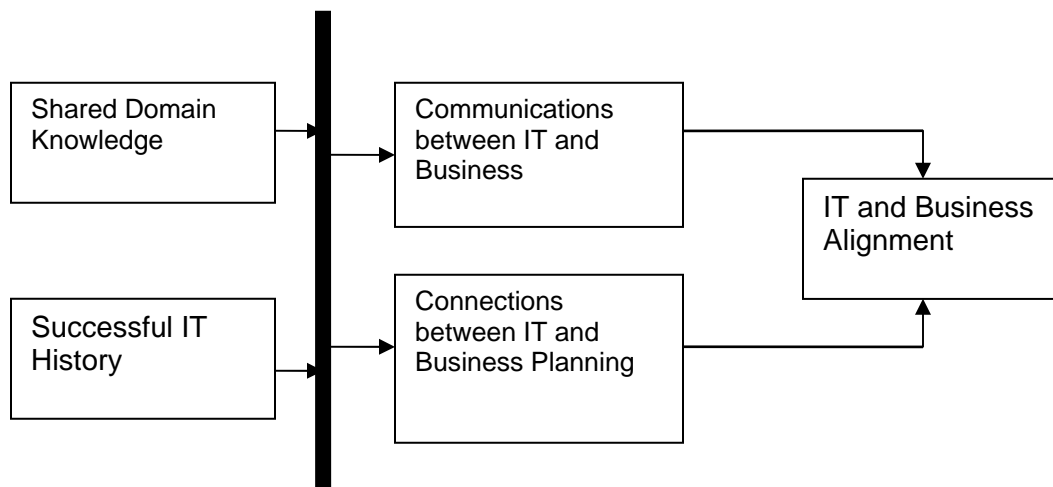 Shared Domain
Knowledge
Communications
between IT and
Business
IT and Business
Alignment
Successful IT
History
Connections
between IT and
Business Planning